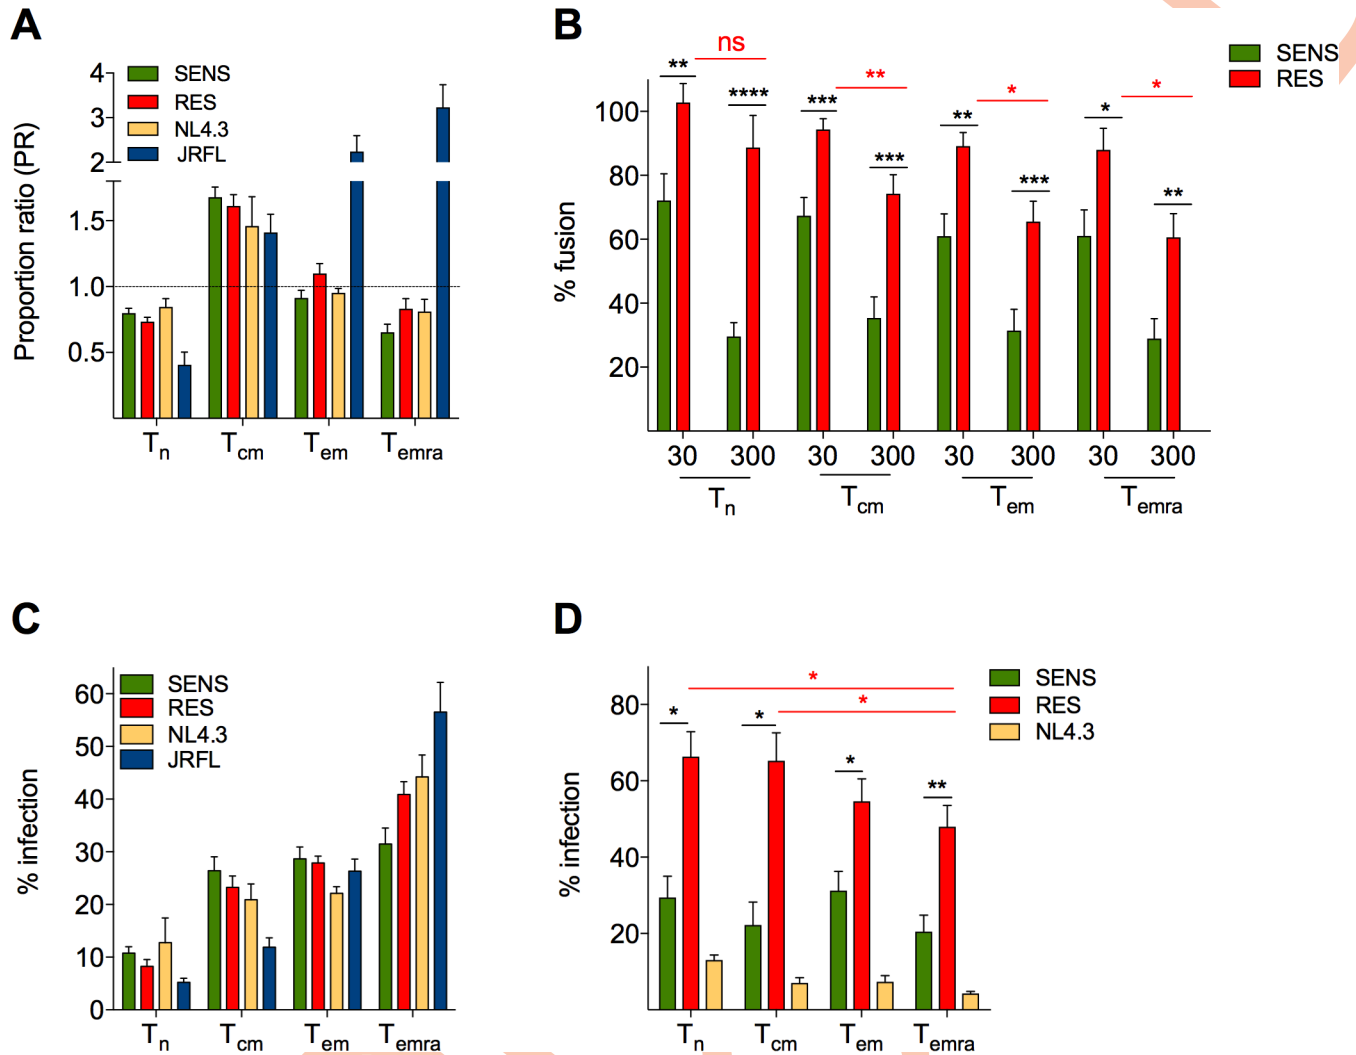 A
SENS
RES
NL4.3
JRFL
Proportion ratio (PR)
4
3
2
1.5
1.0
0.5
Tn Tcm Tem Temra
B
SENS
RES
% fusion
100
80
60
40
20
** ns **** *** ** *** ** * *** * * **
30 300 30 300 30 300 30 300
Tn Tcm Tem Temra
C
SENS
RES
NL4.3
JRFL
% infection
60
50
40
30
20
10
0
Tn Tcm Tem Temra
D
SENS
RES
NL4.3
% infection
80
60
40
20
*
*
* * * **
Tn Tcm Tem Temra